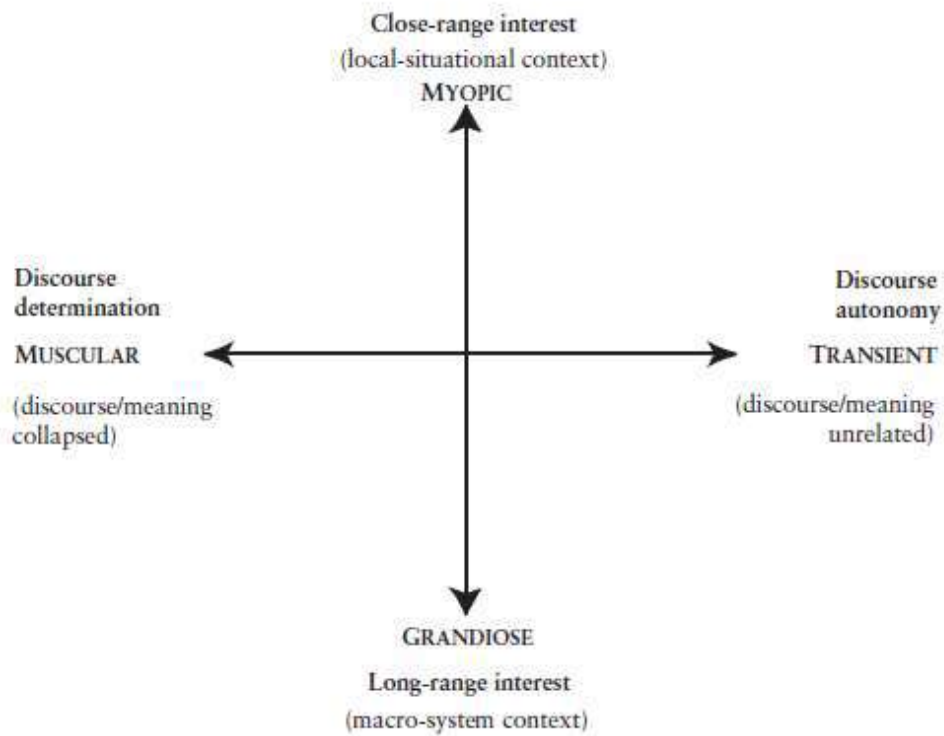 Close-range interest
(local-situational context)
MYOPIC
Discourse
determination
MUSCULAR
(discourse/meaning
collapsed)
Discourse
autonomy
TRANSIENT
(discourse/meaning
unrelated)
GRANDIOSE
Long-range interest
(macro-system context)